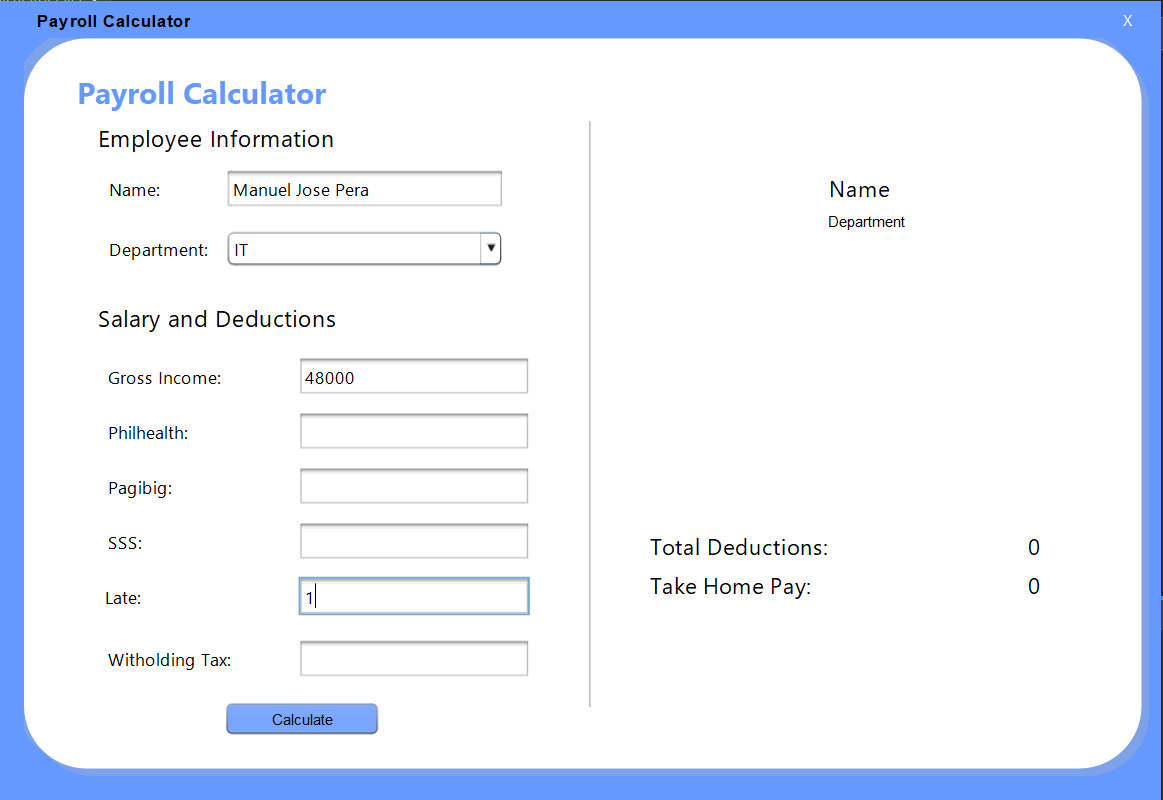 Payroll Calculator
X
Payroll Calculator
Employee Information
Name: Manuel Jose Pera
Department: IT
Salary and Deductions
Gross Income: 48000
Philhealth:
Pagibig:
SSS:
Late: 1
Witholding Tax:
Calculate
Name
Department
Total Deductions: 0
Take Home Pay: 0